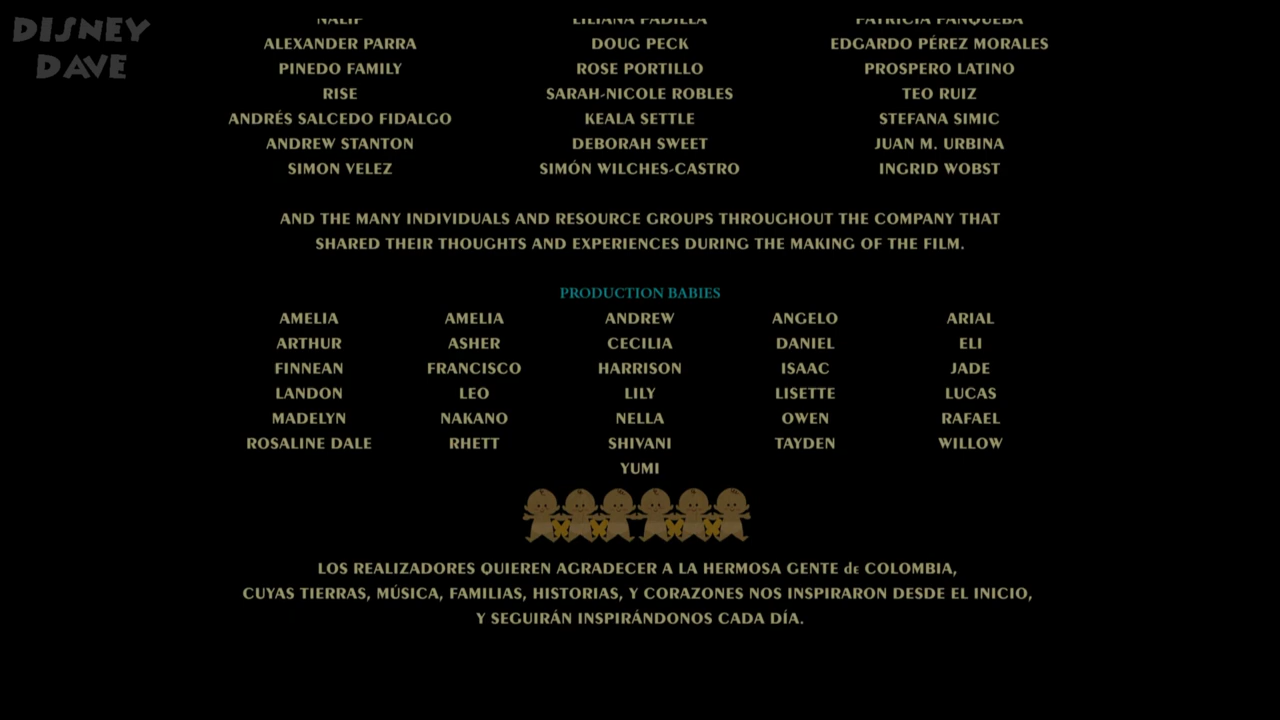 DISNEY
DAVE
NALIF LILIANA PADILLA PATRICIA PANQUEBA
ALEXANDER PARRA DOUG PECK EDGARDO PÉREZ MORALES
PINEDO FAMILY ROSE PORTILLO PROSPERO LATINO
RISE SARAH-NICOLE ROBLES TEO RUIZ
ANDRÉS SALCEDO FIDALGO KEALA SETTLE STEFANA SIMIC
ANDREW STANTON DEBORAH SWEET JUAN M. URBINA
SIMON VELEZ SIMÓN WILCHES-CASTRO INGRID WOBST
AND THE MANY INDIVIDUALS AND RESOURCE GROUPS THROUGHOUT THE COMPANY THAT
SHARED THEIR THOUGHTS AND EXPERIENCES DURING THE MAKING OF THE FILM.
PRODUCTION BABIES
AMELIA AMELIA ANDREW ANGELO ARIAL
ARTHUR ASHER CECILIA DANIEL ELI
FINNEAN FRANCISCO HARRISON ISAAC JADE
LANDON LEO LILY LISETTE LUCAS
MADELYN NAKANO NELLA OWEN RAFAEL
ROSALINE DALE RHETT SHIVANI TAYDEN WILLOW
YUMI
LOS REALIZADORES QUIEREN AGRADECER A LA HERMOSA GENTE de COLOMBIA,
CUYAS TIERRAS, MÚSICA, FAMILIAS, HISTORIAS, Y CORAZONES NOS INSPIRARON DESDE EL INICIO,
Y SEGUIRÁN INSPIRÁNDONOS CADA DÍA.